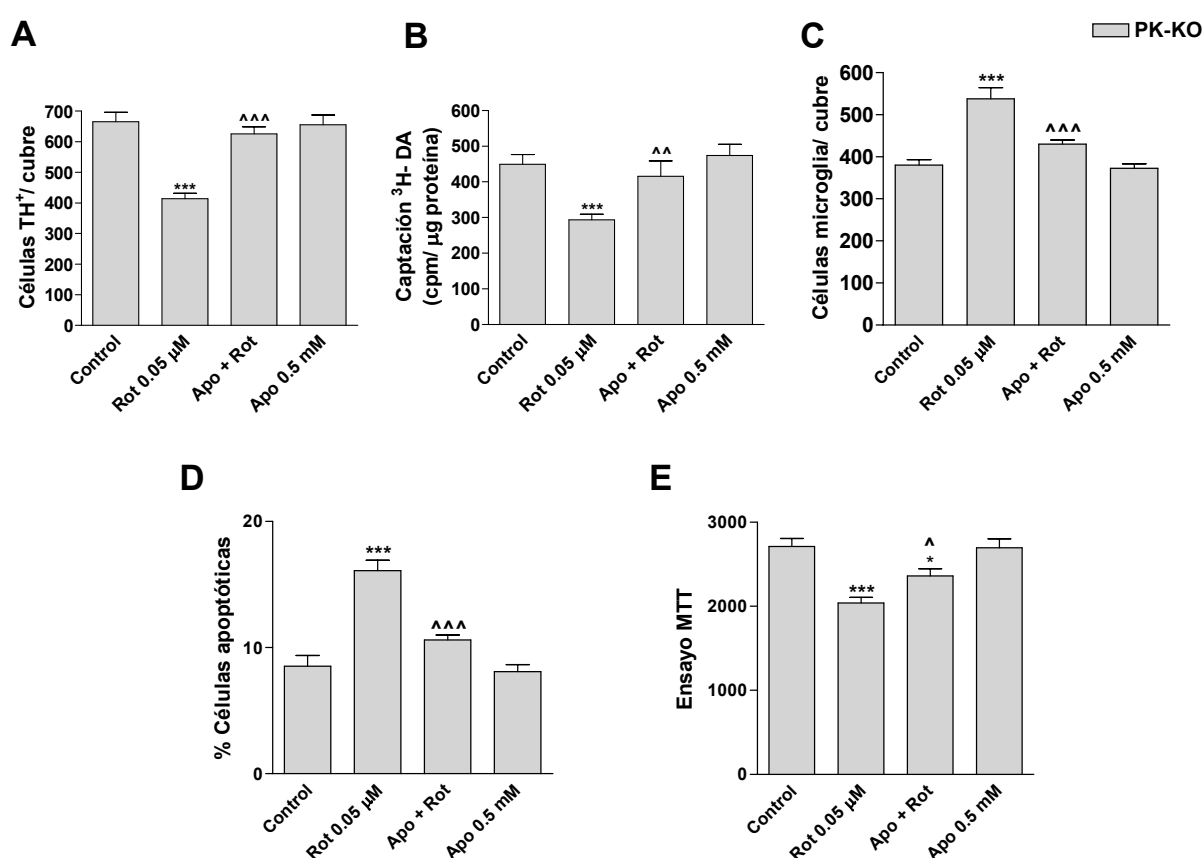 A
Células TH⁺/ cubre
700
600
500
400
300
200
100
0
***
^^^
Control
Rot 0.05 µM
Apo + Rot
Apo 0.5 mM
B
Captación ³H- DA
(cpm/ µg proteína)
600
500
400
300
200
100
0
***
^^
Control
Rot 0.05 µM
Apo + Rot
Apo 0.5 mM
C
PK-KO
Células microglia/ cubre
600
500
400
300
200
100
0
***
^^^
Control
Rot 0.05 µM
Apo + Rot
Apo 0.5 mM
D
% Células apoptóticas
20
10
0
***
^^^
Control
Rot 0.05 µM
Apo + Rot
Apo 0.5 mM
E
Ensayo MTT
3000
2000
1000
0
***
^
*
Control
Rot 0.05 µM
Apo + Rot
Apo 0.5 mM